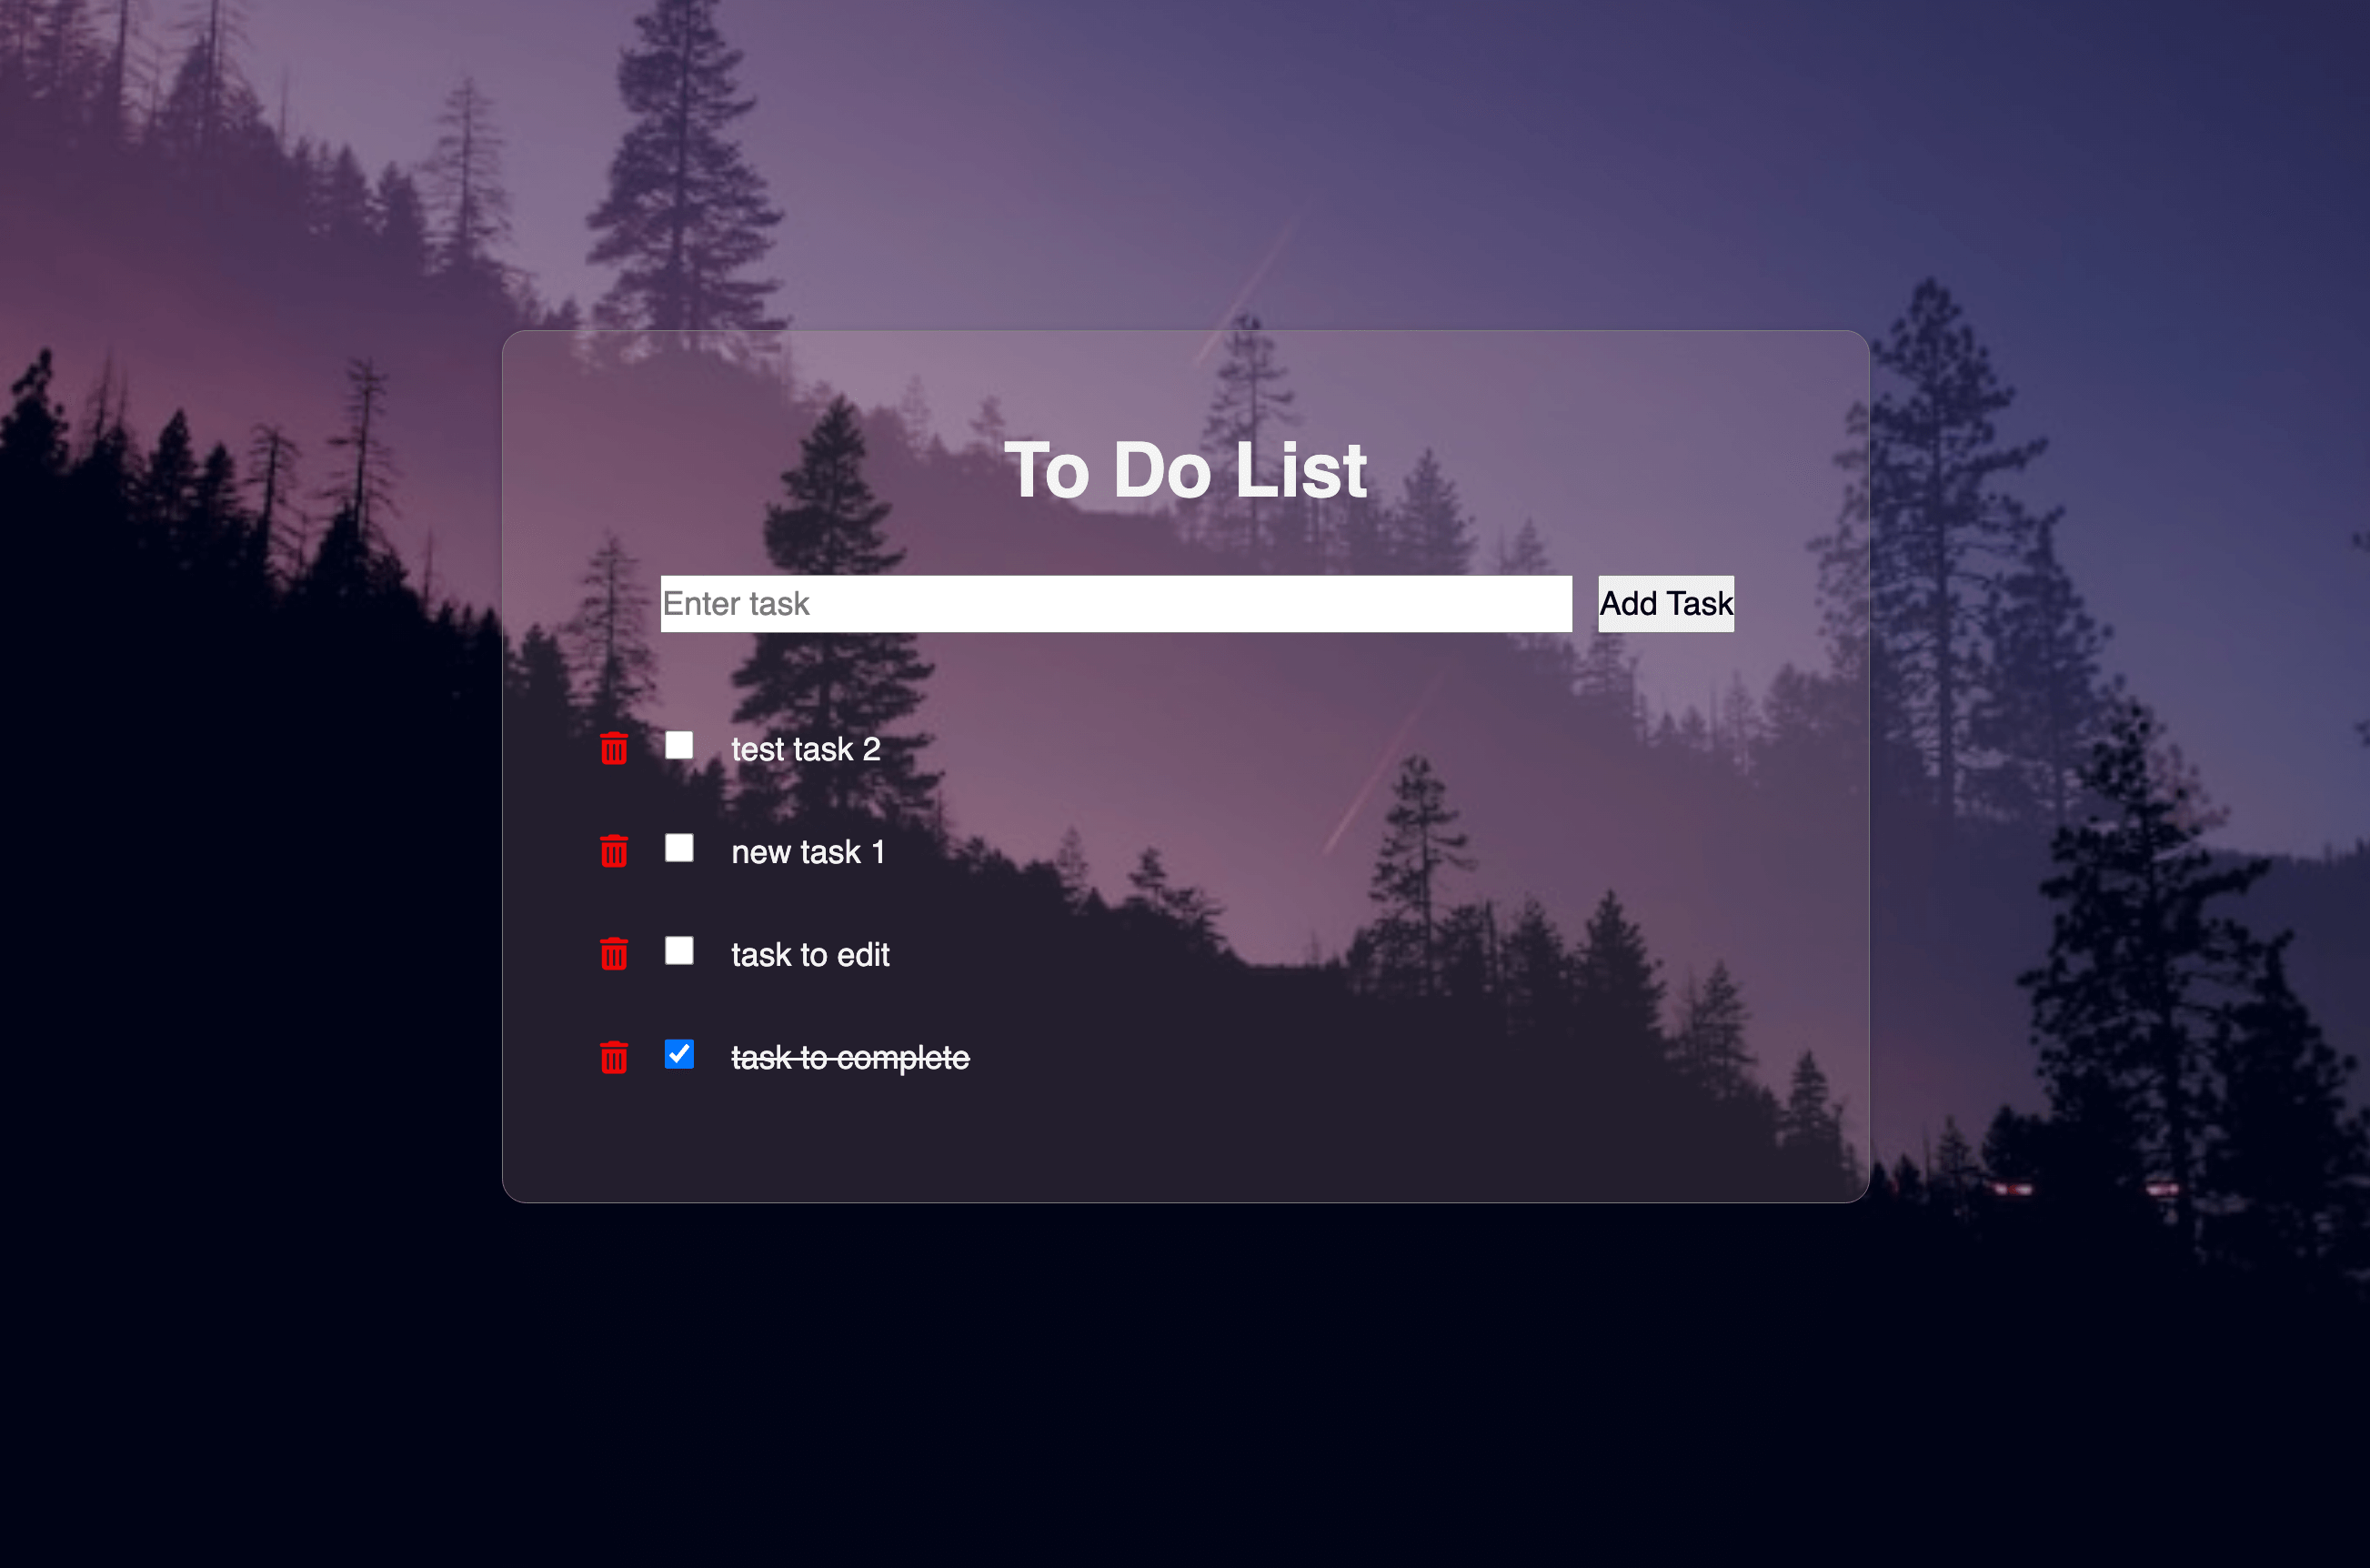 To Do List
Enter task Add Task
test task 2
new task 1
task to edit
task to complete